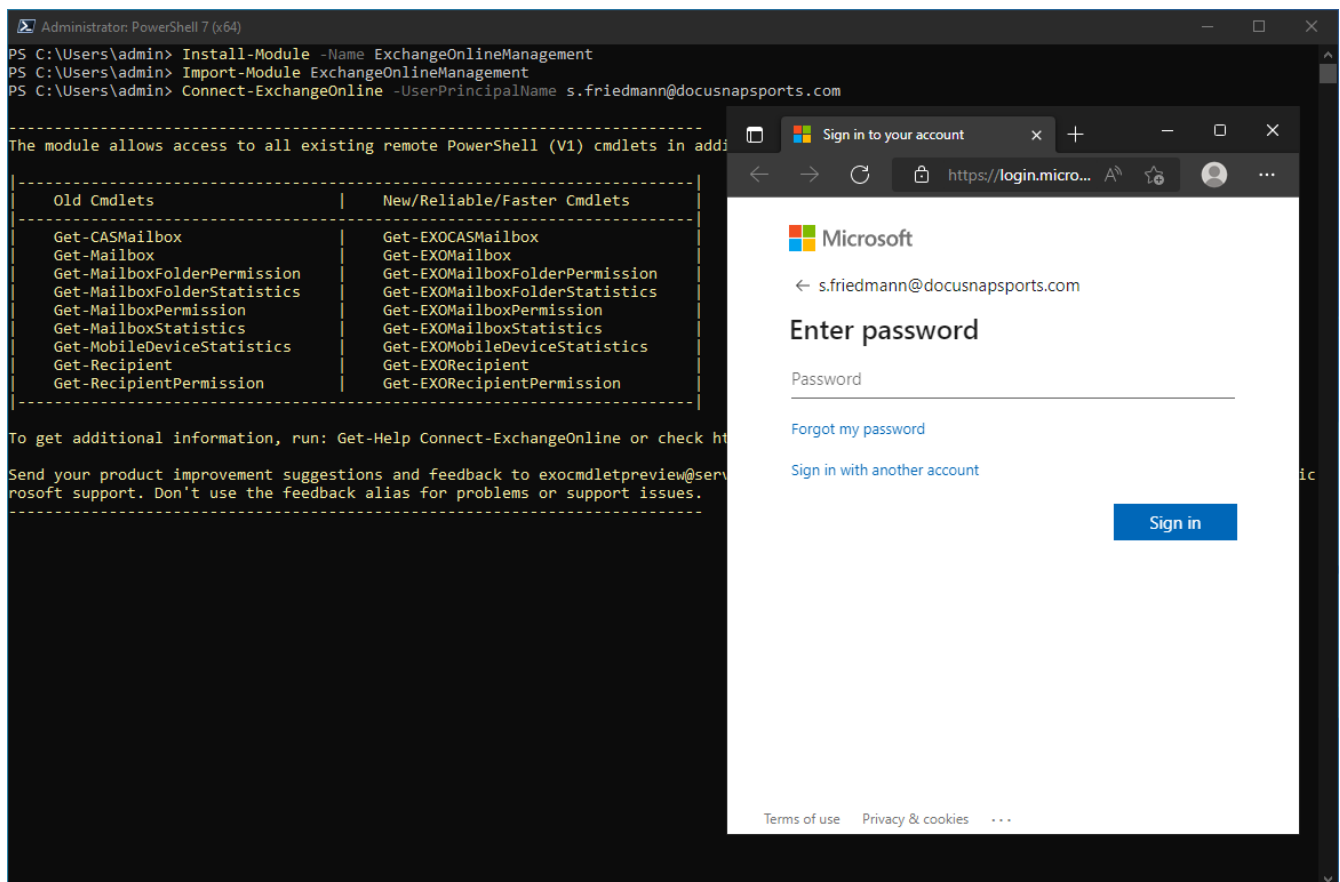 Administrator: PowerShell 7 (x64)
PS C:\Users\admin> Install-Module -Name ExchangeOnlineManagement
PS C:\Users\admin> Import-Module ExchangeOnlineManagement
PS C:\Users\admin> Connect-ExchangeOnline -UserPrincipalName s.friedmann@docusnapsports.com
----------------------------------------------------------------------------
The module allows access to all existing remote PowerShell (V1) cmdlets in addi
|--------------------------------------------------------------------------|
| Old Cmdlets | New/Reliable/Faster Cmdlets |
|--------------------------------------------------------------------------|
| Get-CASMailbox | Get-EXOCASMailbox |
| Get-Mailbox | Get-EXOMailbox |
| Get-MailboxFolderPermission | Get-EXOMailboxFolderPermission |
| Get-MailboxFolderStatistics | Get-EXOMailboxFolderStatistics |
| Get-MailboxPermission | Get-EXOMailboxPermission |
| Get-MailboxStatistics | Get-EXOMailboxStatistics |
| Get-MobileDeviceStatistics | Get-EXOMobileDeviceStatistics |
| Get-Recipient | Get-EXORecipient |
| Get-RecipientPermission | Get-EXORecipientPermission |
|--------------------------------------------------------------------------|
To get additional information, run: Get-Help Connect-ExchangeOnline or check ht
Send your product improvement suggestions and feedback to exocmdletpreview@serv ic
rosoft support. Don't use the feedback alias for problems or support issues.
----------------------------------------------------------------------------
Sign in to your account
https://login.micro...
Microsoft
← s.friedmann@docusnapsports.com
Enter password
Password
Forgot my password
Sign in with another account
Sign in
Terms of use Privacy & cookies ...